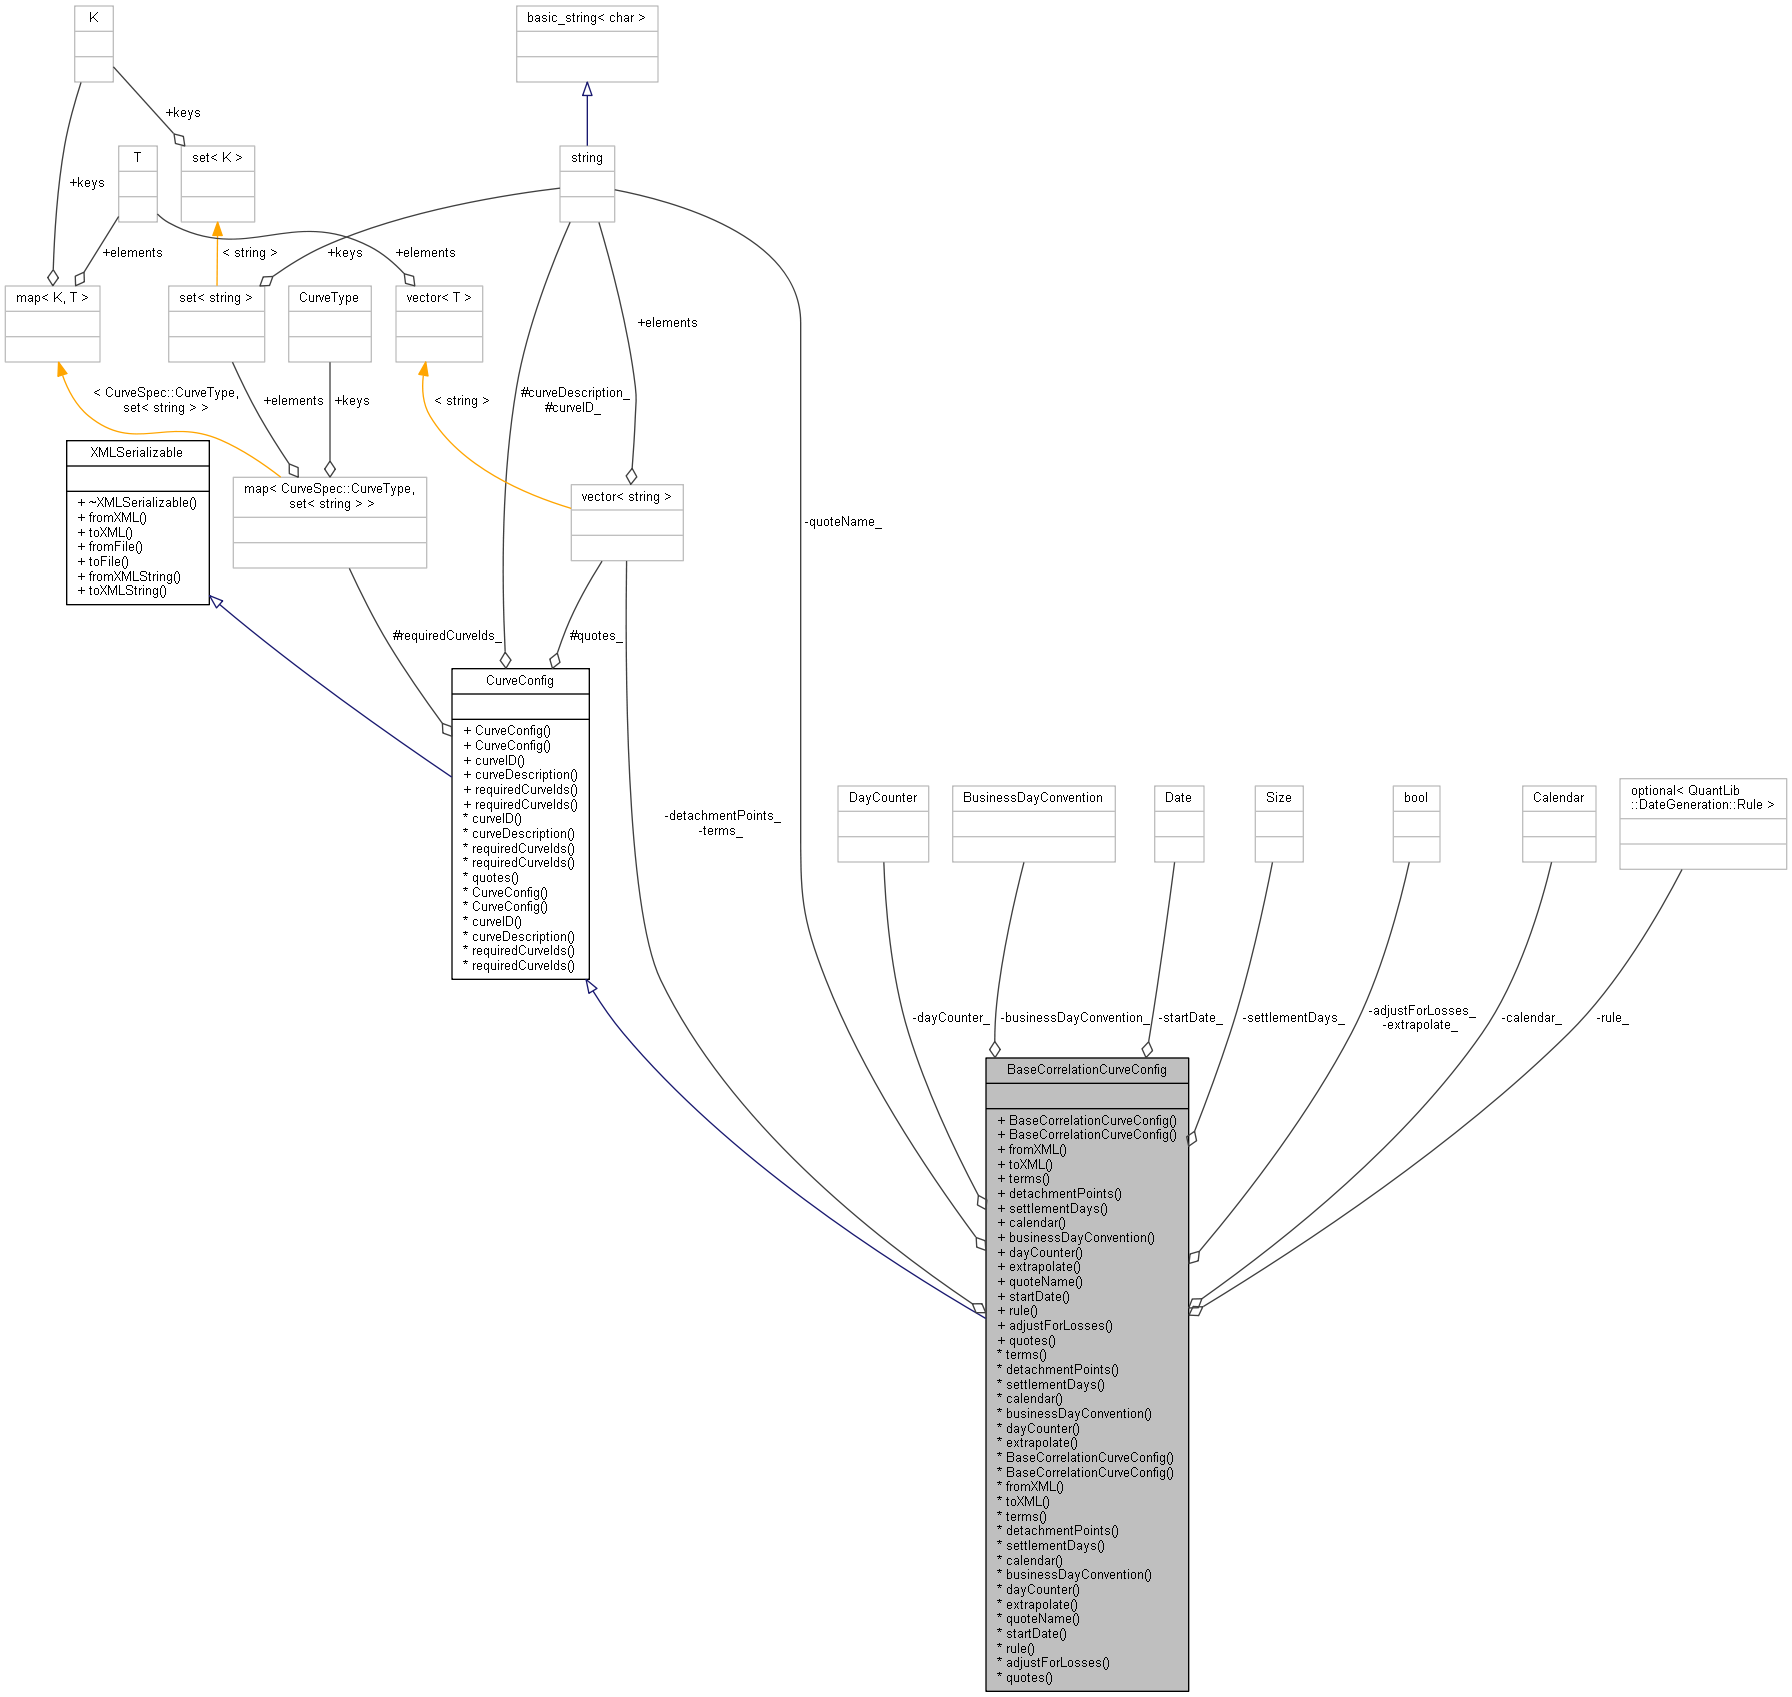 K
basic_string< char >
+keys
T
set< K >
string
+keys
+elements
< string >
+keys
+elements
map< K, T >
set< string >
CurveType
vector< T >
+elements
< CurveSpec::CurveType,
set< string > >
+elements
+keys
< string >
#curveDescription_
#curveID_
XMLSerializable
+ ~XMLSerializable()
+ fromXML()
+ toXML()
+ fromFile()
+ toFile()
+ fromXMLString()
+ toXMLString()
map< CurveSpec::CurveType,
set< string > >
vector< string >
-quoteName_
#requiredCurveIds_
#quotes_
CurveConfig
+ CurveConfig()
+ CurveConfig()
+ curveID()
+ curveDescription()
+ requiredCurveIds()
+ requiredCurveIds()
* curveID()
* curveDescription()
* requiredCurveIds()
* requiredCurveIds()
* quotes()
* CurveConfig()
* CurveConfig()
* curveID()
* curveDescription()
* requiredCurveIds()
* requiredCurveIds()
-detachmentPoints_
-terms_
DayCounter
BusinessDayConvention
Date
Size
bool
Calendar
optional< QuantLib
::DateGeneration::Rule >
-dayCounter_
-businessDayConvention_
-startDate_
-settlementDays_
-adjustForLosses_
-extrapolate_
-calendar_
-rule_
BaseCorrelationCurveConfig
+ BaseCorrelationCurveConfig()
+ BaseCorrelationCurveConfig()
+ fromXML()
+ toXML()
+ terms()
+ detachmentPoints()
+ settlementDays()
+ calendar()
+ businessDayConvention()
+ dayCounter()
+ extrapolate()
+ quoteName()
+ startDate()
+ rule()
+ adjustForLosses()
+ quotes()
* terms()
* detachmentPoints()
* settlementDays()
* calendar()
* businessDayConvention()
* dayCounter()
* extrapolate()
* BaseCorrelationCurveConfig()
* BaseCorrelationCurveConfig()
* fromXML()
* toXML()
* terms()
* detachmentPoints()
* settlementDays()
* calendar()
* businessDayConvention()
* dayCounter()
* extrapolate()
* quoteName()
* startDate()
* rule()
* adjustForLosses()
* quotes()